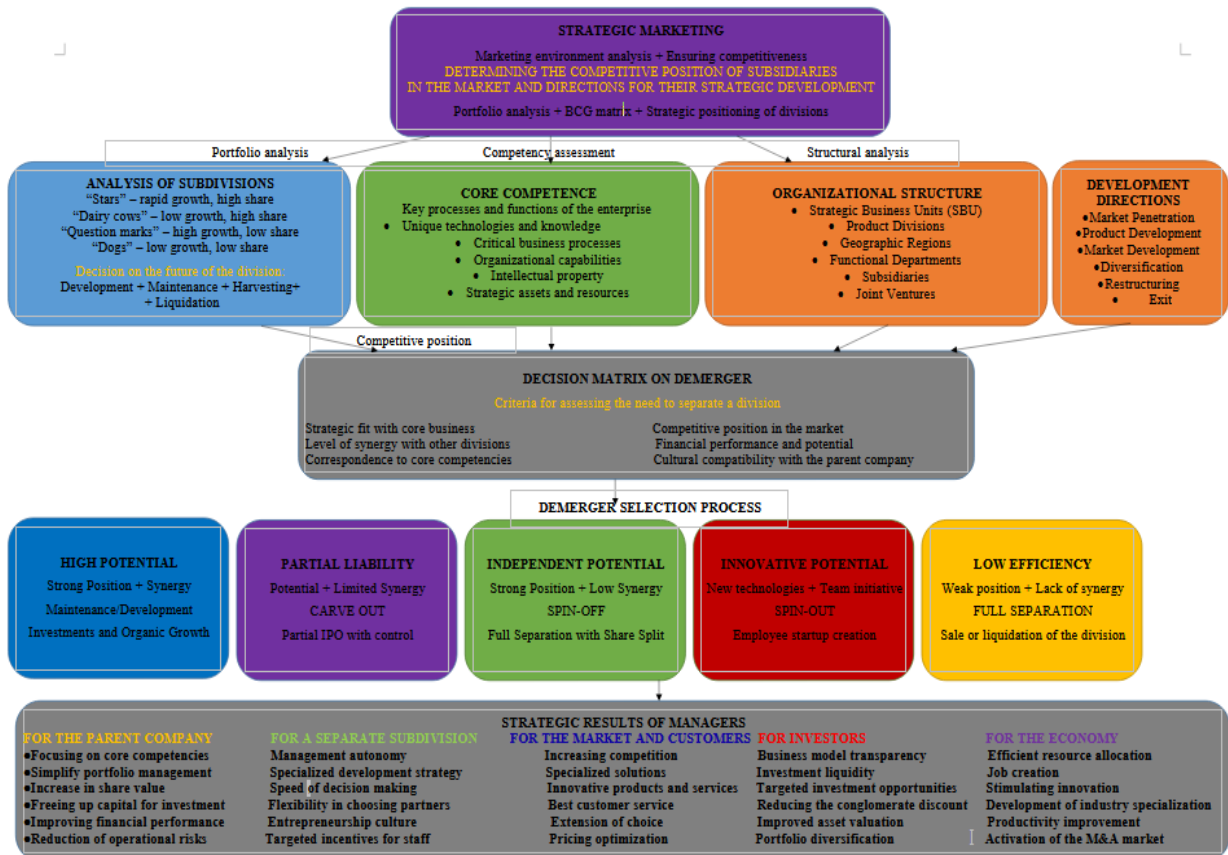 STRATEGIC MARKETING
Marketing environment analysis + Ensuring competitiveness
DETERMINING THE COMPETITIVE POSITION OF SUBSIDIARIES
IN THE MARKET AND DIRECTIONS FOR THEIR STRATEGIC DEVELOPMENT
Portfolio analysis + BCG matrix + Strategic positioning of divisions
Portfolio analysis
Competency assessment
Structural analysis
ANALYSIS OF SUBDIVISIONS
“Stars” – rapid growth, high share
“Dairy cows” – low growth, high share
“Question marks” – high growth, low share
“Dogs” – low growth, low share
Decision on the future of the division:
Development + Maintenance + Harvesting+
+ Liquidation
CORE COMPETENCE
Key processes and functions of the enterprise
● Unique technologies and knowledge
● Critical business processes
● Organizational capabilities
● Intellectual property
● Strategic assets and resources
ORGANIZATIONAL STRUCTURE
● Strategic Business Units (SBU)
● Product Divisions
● Geographic Regions
● Functional Departments
● Subsidiaries
● Joint Ventures
DEVELOPMENT
DIRECTIONS
●Market Penetration
●Product Development
●Market Development
●Diversification
●Restructuring
● Exit
Competitive position
DECISION MATRIX ON DEMERGER
Criteria for assessing the need to separate a division
Strategic fit with core business
Level of synergy with other divisions
Correspondence to core competencies
Competitive position in the market
Financial performance and potential
Cultural compatibility with the parent company
DEMERGER SELECTION PROCESS
HIGH POTENTIAL
Strong Position + Synergy
Maintenance/Development
Investments and Organic Growth
PARTIAL LIABILITY
Potential + Limited Synergy
CARVE OUT
Partial IPO with control
INDEPENDENT POTENTIAL
Strong Position + Low Synergy
SPIN-OFF
Full Separation with Share Split
INNOVATIVE POTENTIAL
New technologies + Team initiative
SPIN-OUT
Employee startup creation
LOW EFFICIENCY
Weak position + Lack of synergy
FULL SEPARATION
Sale or liquidation of the division
STRATEGIC RESULTS OF MANAGERS
FOR THE PARENT COMPANY
●Focusing on core competencies
●Simplify portfolio management
●Increase in share value
●Freeing up capital for investment
●Improving financial performance
●Reduction of operational risks
FOR A SEPARATE SUBDIVISION
Management autonomy
Specialized development strategy
Speed of decision making
Flexibility in choosing partners
Entrepreneurship culture
Targeted incentives for staff
FOR THE MARKET AND CUSTOMERS
Increasing competition
Specialized solutions
Innovative products and services
Best customer service
Extension of choice
Pricing optimization
FOR INVESTORS
Business model transparency
Investment liquidity
Targeted investment opportunities
Reducing the conglomerate discount
Improved asset valuation
Portfolio diversification
FOR THE ECONOMY
Efficient resource allocation
Job creation
Stimulating innovation
Development of industry specialization
Productivity improvement
Activation of the M&A market